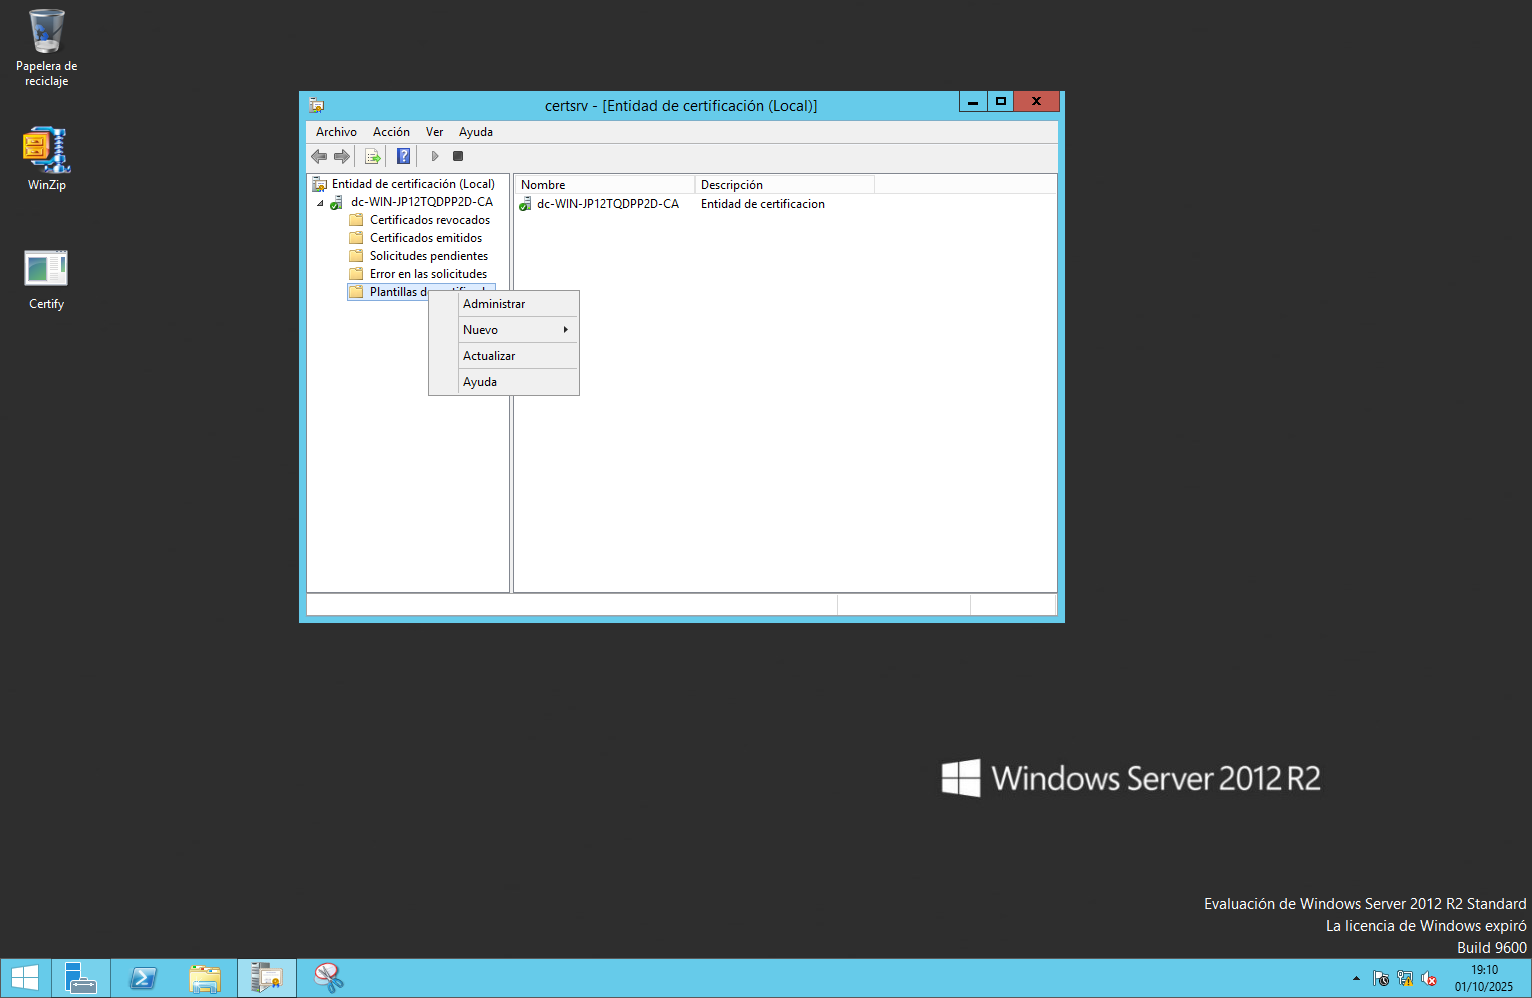 Papelera de
reciclaje
WinZip
Certify
certsrv - [Entidad de certificación (Local)]
Archivo Acción Ver Ayuda
Entidad de certificación (Local)
dc-WIN-JP12TQDPP2D-CA
Certificados revocados
Certificados emitidos
Solicitudes pendientes
Error en las solicitudes
Plantillas de
Administrar
Nuevo
Actualizar
Ayuda
Nombre Descripción
dc-WIN-JP12TQDPP2D-CA Entidad de certificacion
Windows Server 2012 R2
Evaluación de Windows Server 2012 R2 Standard
La licencia de Windows expiró
Build 9600
19:10
01/10/2025